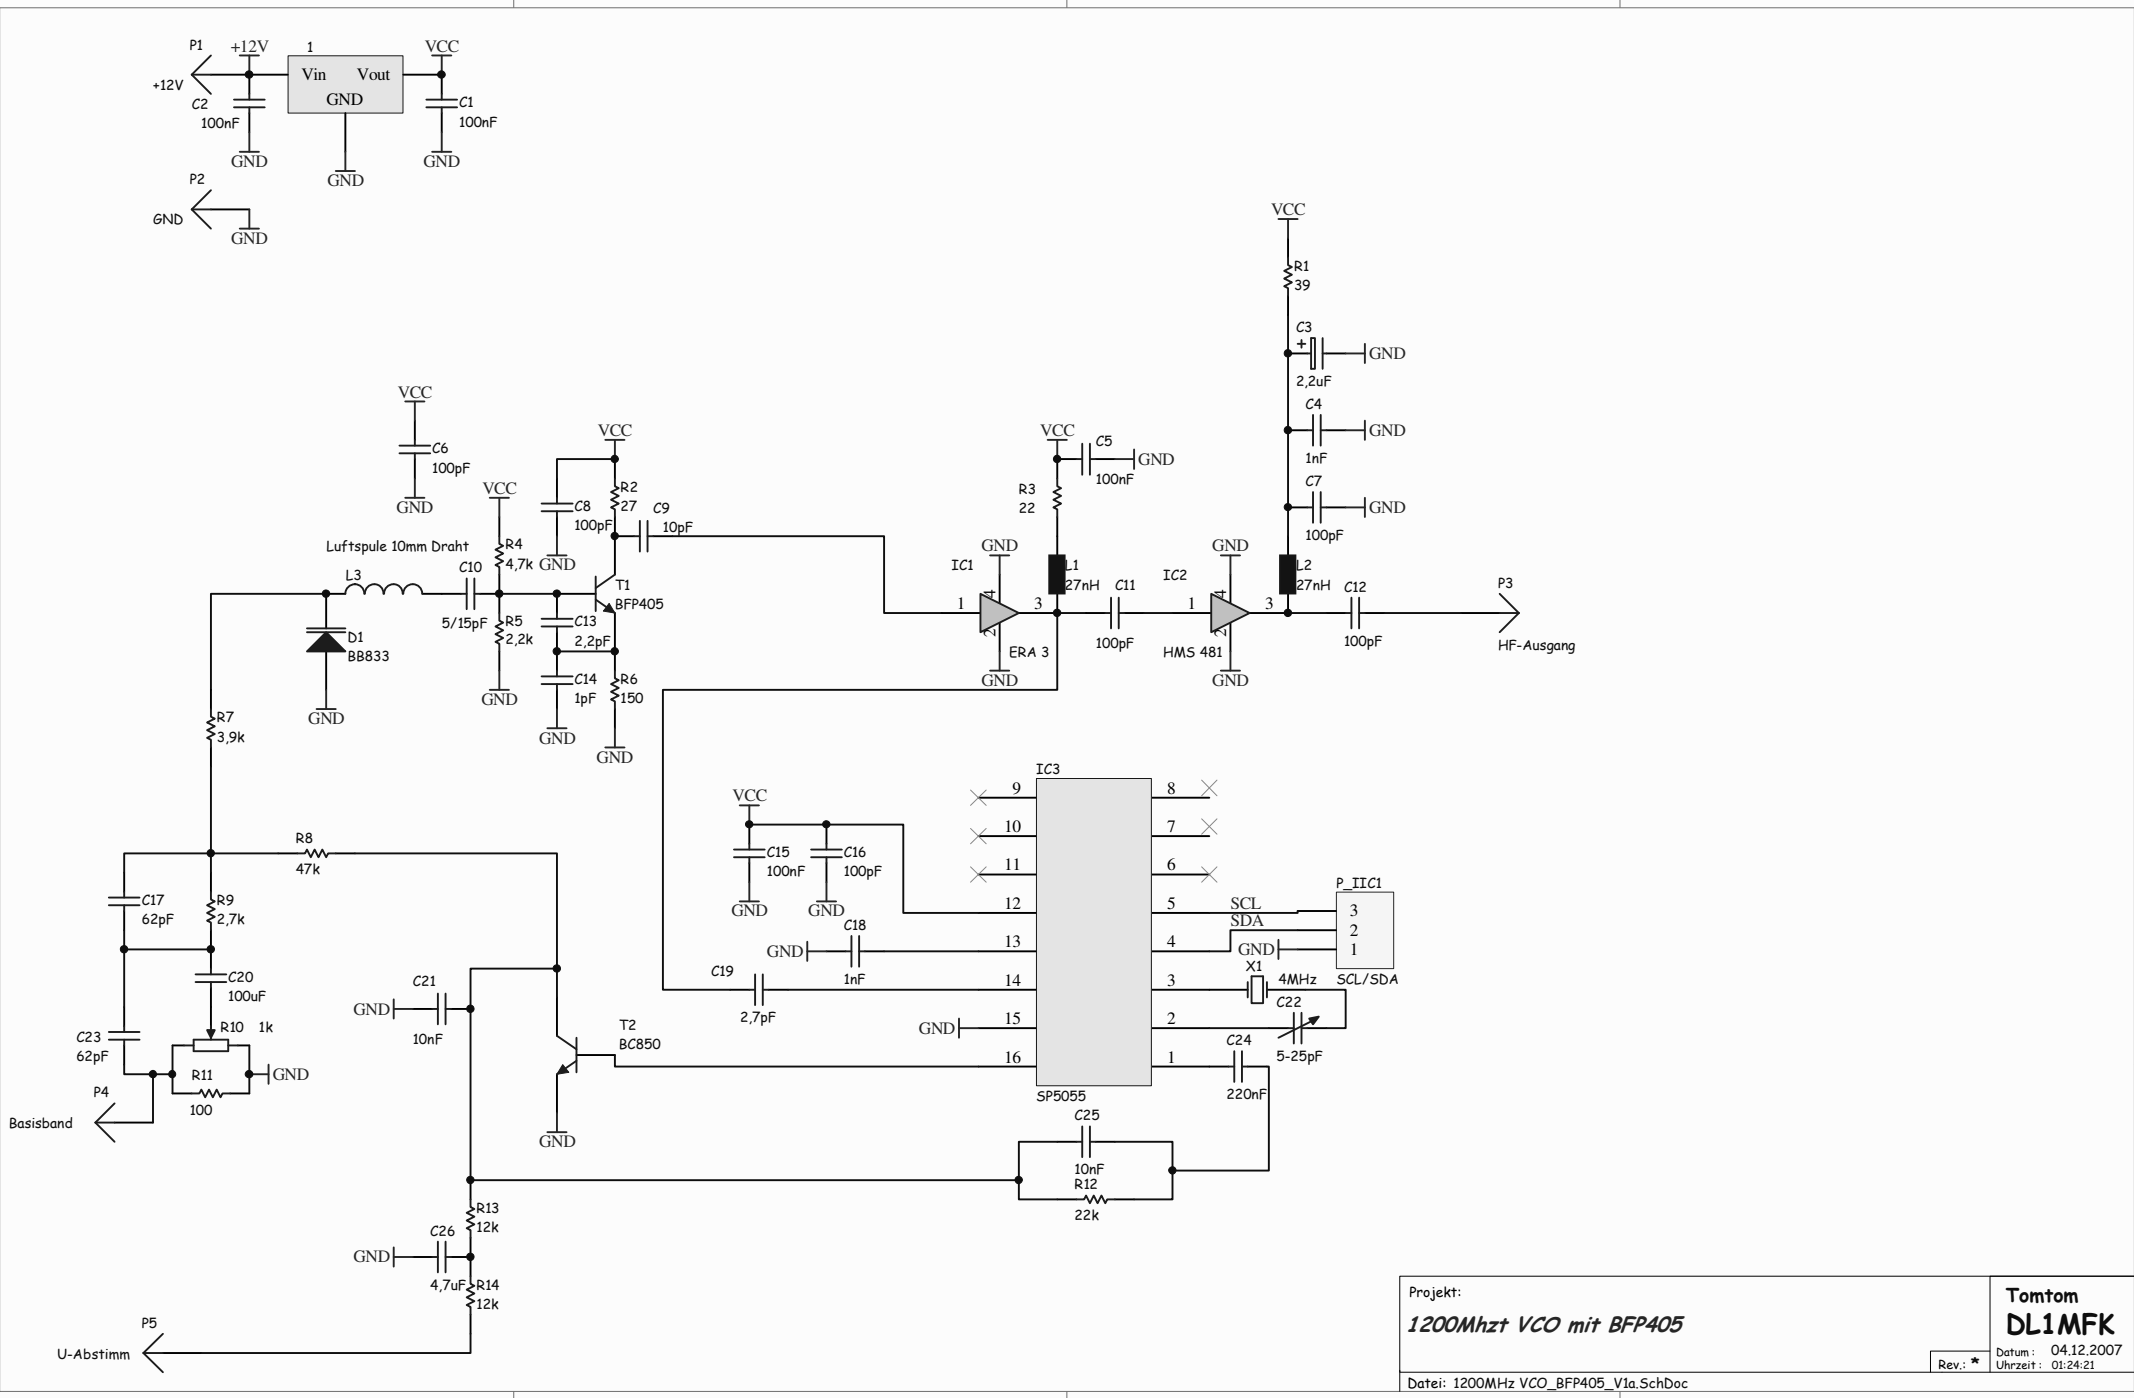 P1
+12V
+12V
1
Vin
Vout
GND
VCC
C2
100nF
GND
GND
C1
100nF
GND
P2
GND
GND
VCC
R1
39
C3
+
2,2uF
GND
C4
1nF
GND
C7
100pF
GND
VCC
C6
100pF
GND
VCC
C8
100pF
GND
R2
27
C9
10pF
VCC
R4
4,7k
Luftspule 10mm Draht
L3
C10
5/15pF
R5
2,2k
GND
T1
BFP405
C13
2,2pF
C14
1pF
GND
R6
150
GND
D1
BB833
GND
VCC
C5
100nF
GND
R3
22
L1
27nH
GND
IC1
1
4
2
3
ERA 3
GND
C11
100pF
GND
IC2
1
4
2
3
HMS 481
GND
L2
27nH
C12
100pF
P3
HF-Ausgang
R7
3,9k
R8
47k
C17
62pF
R9
2,7k
C20
100uF
C23
62pF
R10
1k
R11
100
GND
P4
Basisband
VCC
C15
100nF
GND
C16
100pF
GND
GND
C18
1nF
C19
2,7pF
GND
IC3
9
10
11
12
13
14
15
16
8
7
6
5
4
3
2
1
SP5055
SCL
SDA
GND
P_IIC1
3
2
1
SCL/SDA
X1
4MHz
C22
5-25pF
C24
220nF
C25
10nF
R12
22k
GND
C21
10nF
T2
BC850
GND
R13
12k
GND
C26
4,7uF
R14
12k
P5
U-Abstimm
Projekt:
1200Mhzt VCO mit BFP405
Tomtom
DL1MFK
Rev.: *
Datum : 04.12.2007
Uhrzeit : 01:24:21
Datei: 1200MHz VCO_BFP405_V1a.SchDoc